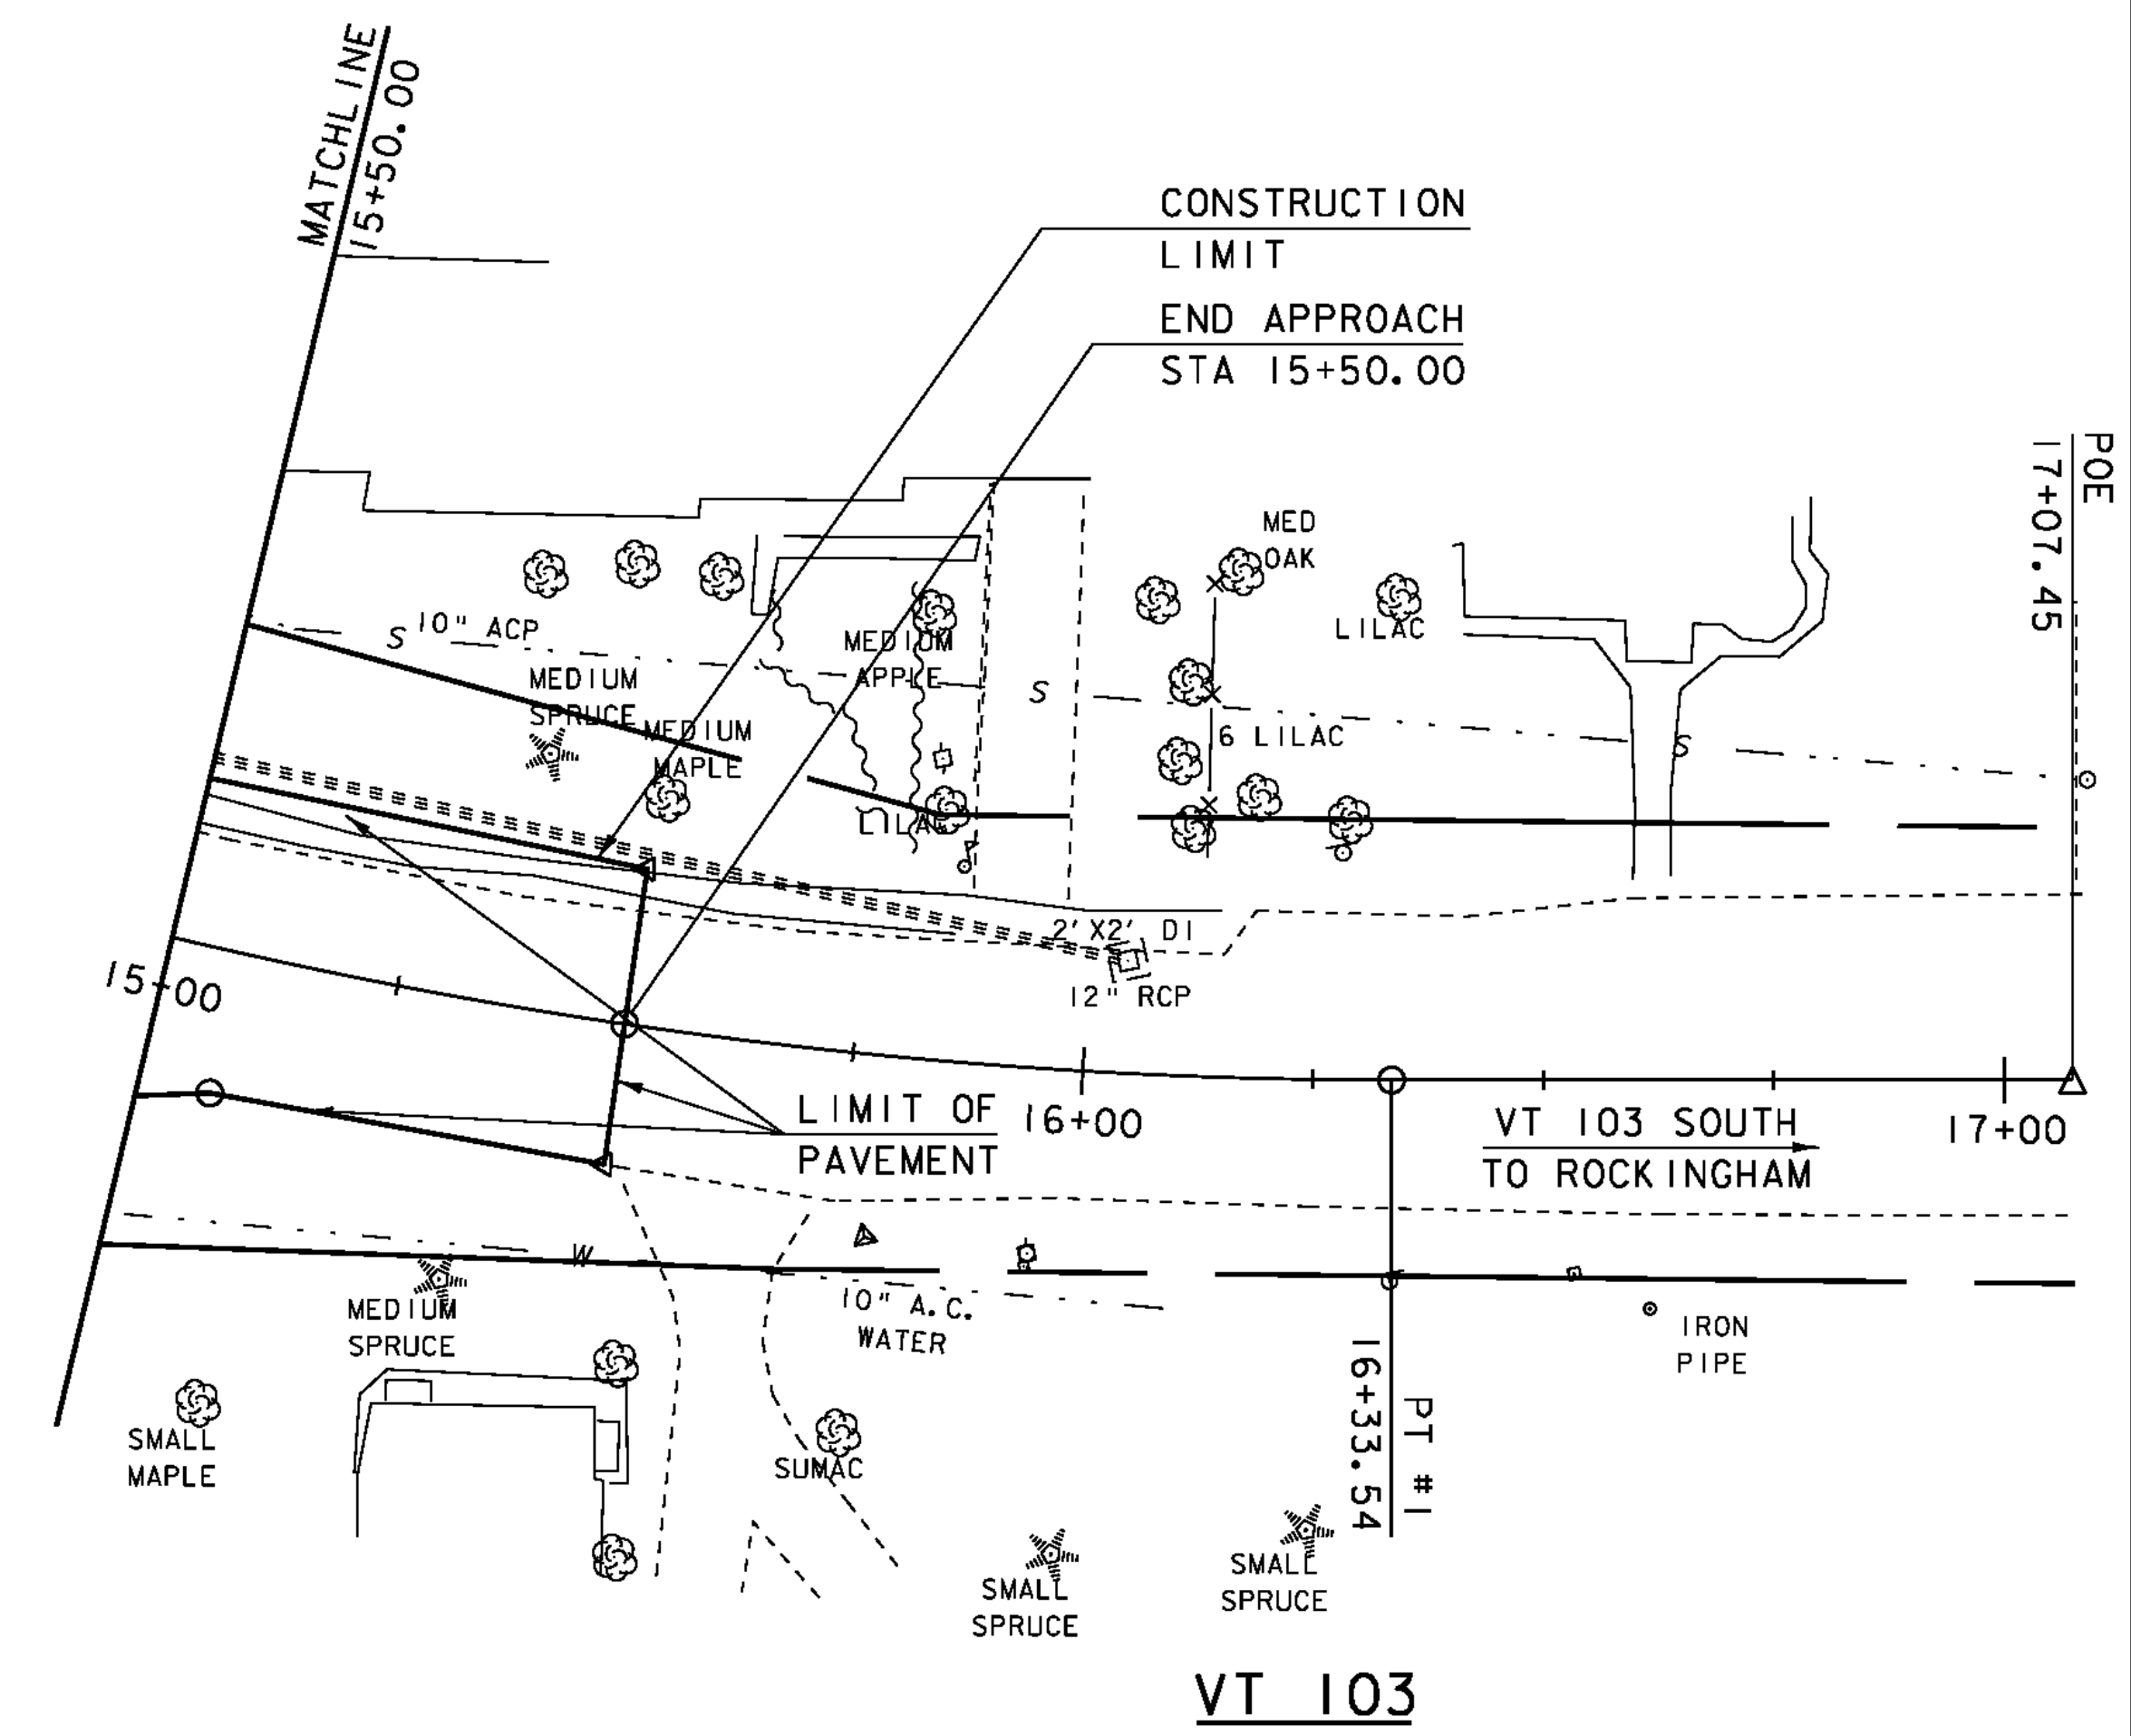 MATCHLINE
15+50.00
CONSTRUCTION
LIMIT
END APPROACH
STA 15+50.00
POE
17+07.45
MED
OAK
LILAC
S
10" ACP
MEDIUM
SPRUCE
MEDIUM
MAPLE
MEDIUM
APPLE
S
6 LILAC
S
LILAC
2'X2' DI
12" RCP
15+00
LIMIT OF
PAVEMENT
16+00
VT 103 SOUTH
TO ROCKINGHAM
17+00
W
10" A.C.
WATER
MEDIUM
SPRUCE
IRON
PIPE
PT #1
16+33.54
SMALL
MAPLE
SUMAC
SMALL
SPRUCE
SMALL
SPRUCE
VT 103